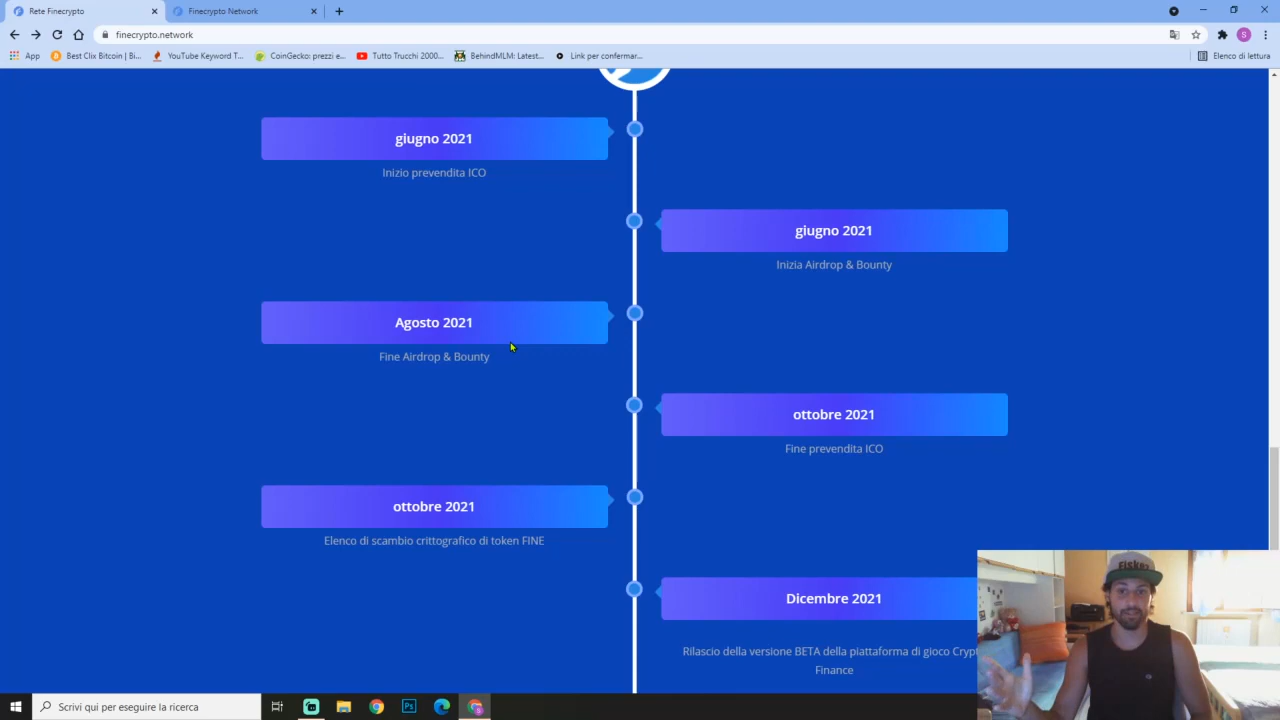 Rete Finecrypto
Finecrypto Network
finecrypto.network
S
App
Best Clix Bitcoin | Bi...
YouTube Keyword T...
CoinGecko: prezzi e...
Tutto Trucchi 2000...
BehindMLM: Latest...
Link per confermar...
Elenco di lettura
giugno 2021
Inizio prevendita ICO
giugno 2021
Inizia Airdrop & Bounty
Agosto 2021
Fine Airdrop & Bounty
ottobre 2021
Fine prevendita ICO
ottobre 2021
Elenco di scambio crittografico di token FINE
Dicembre 2021
Rilascio della versione BETA della piattaforma di gioco Crypt
Finance
Scrivi qui per eseguire la ricerca
Ps